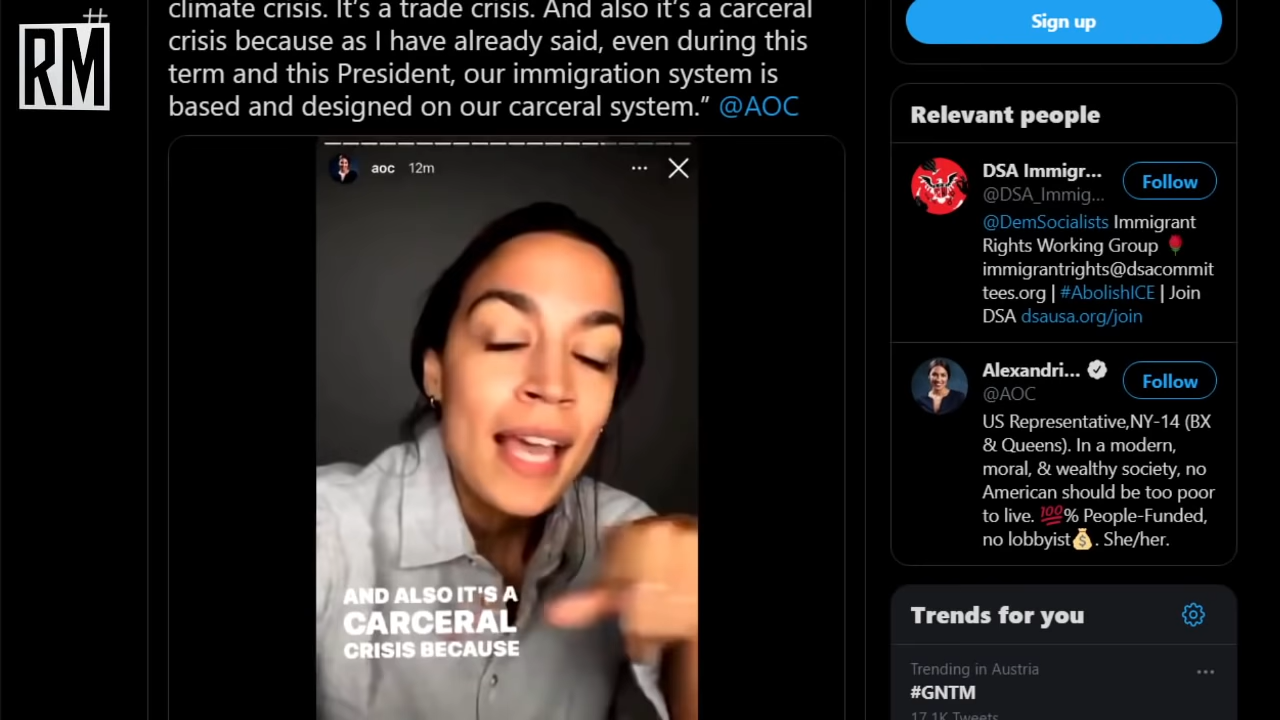 #
RM
climate crisis. It's a trade crisis. And also it's a carceral
crisis because as I have already said, even during this
term and this President, our immigration system is
based and designed on our carceral system.” @AOC
aoc 12m
AND ALSO IT'S A
CARCERAL
CRISIS BECAUSE
Sign up
Relevant people
DSA Immigr...
@DSA_Immig...
Follow
@DemSocialists Immigrant
Rights Working Group 🌹
immigrantrights@dsacommit
tees.org | #AbolishICE | Join
DSA dsausa.org/join
Alexandri...
@AOC
Follow
US Representative,NY-14 (BX
& Queens). In a modern,
moral, & wealthy society, no
American should be too poor
to live. 💯% People-Funded,
no lobbyist💰. She/her.
Trends for you
Trending in Austria
#GNTM
17.1K Tweets